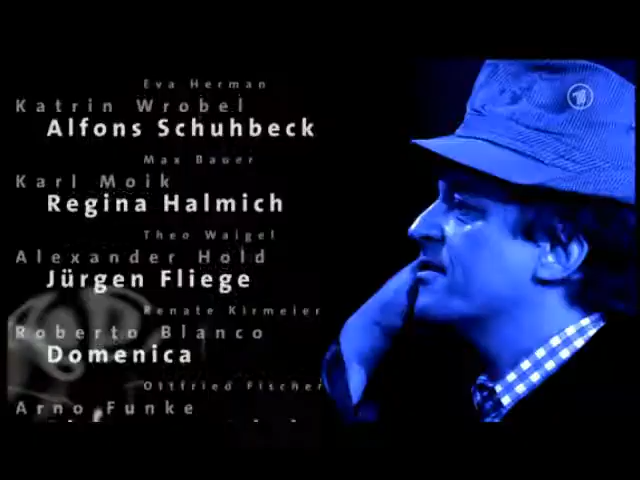 Eva Herman
Katrin Wrobel
Alfons Schuhbeck
Max Bauer
Karl Moik
Regina Halmich
Theo Waigel
Alexander Hold
Jürgen Fliege
Renate Kirmeier
Roberto Blanco
Domenica
Ottfried Fischer
Arno Funke